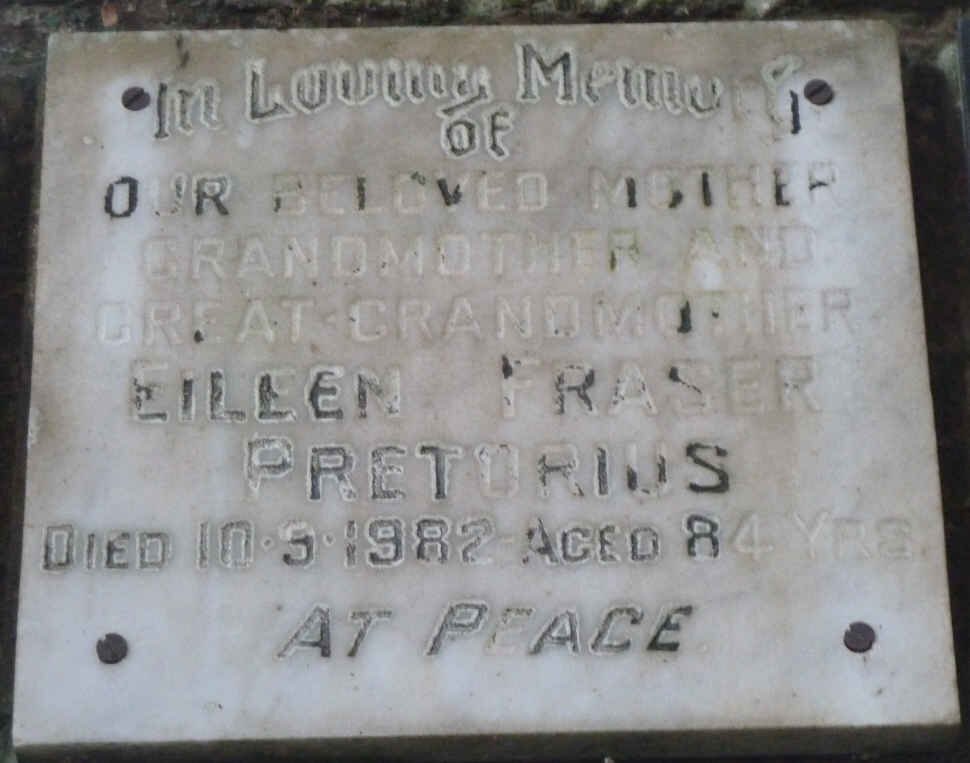 In Loving Memory
of
OUR BELOVED MOTHER
GRANDMOTHER AND
GREAT-GRANDMOTHER
EILEEN FRASER
PRETORIUS
DIED 10·9·1982 AGED 84 YRS.
AT PEACE.